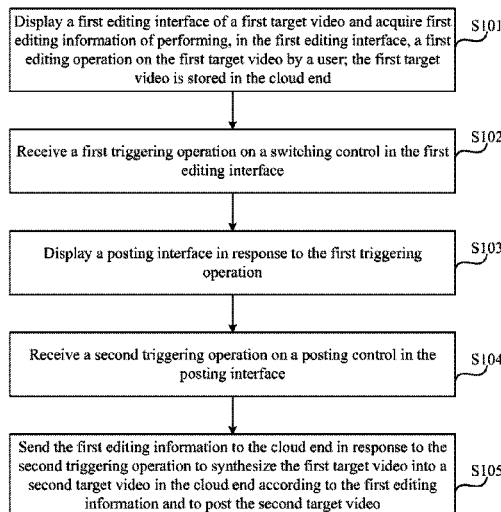 Display a first editing interface of a first target video and acquire first
editing information of performing, in the first editing interface, a first
editing operation on the first target video by a user; the first target
video is stored in the cloud end
S101
Receive a first triggering operation on a switching control in the first
editing interface
S102
Display a posting interface in response to the first triggering
operation
S103
Receive a second triggering operation on a posting control in the
posting interface
S104
Send the first editing information to the cloud end in response to the
second triggering operation to synthesize the first target video into a
second target video in the cloud end according to the first editing
information and to post the second target video
S105